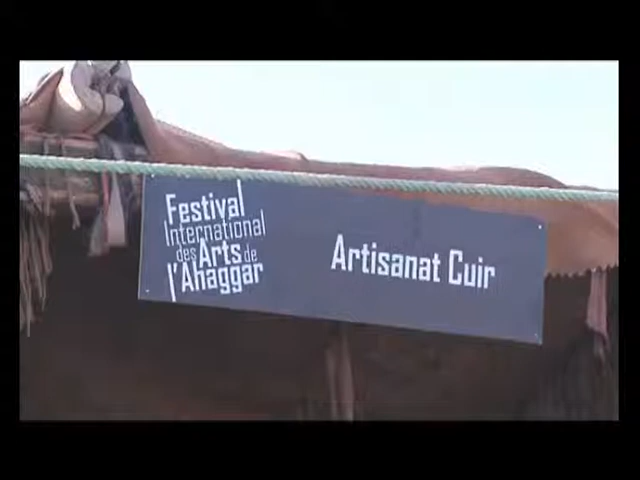 Festival
International
des Arts de
l'Ahaggar
Artisanat Cuir